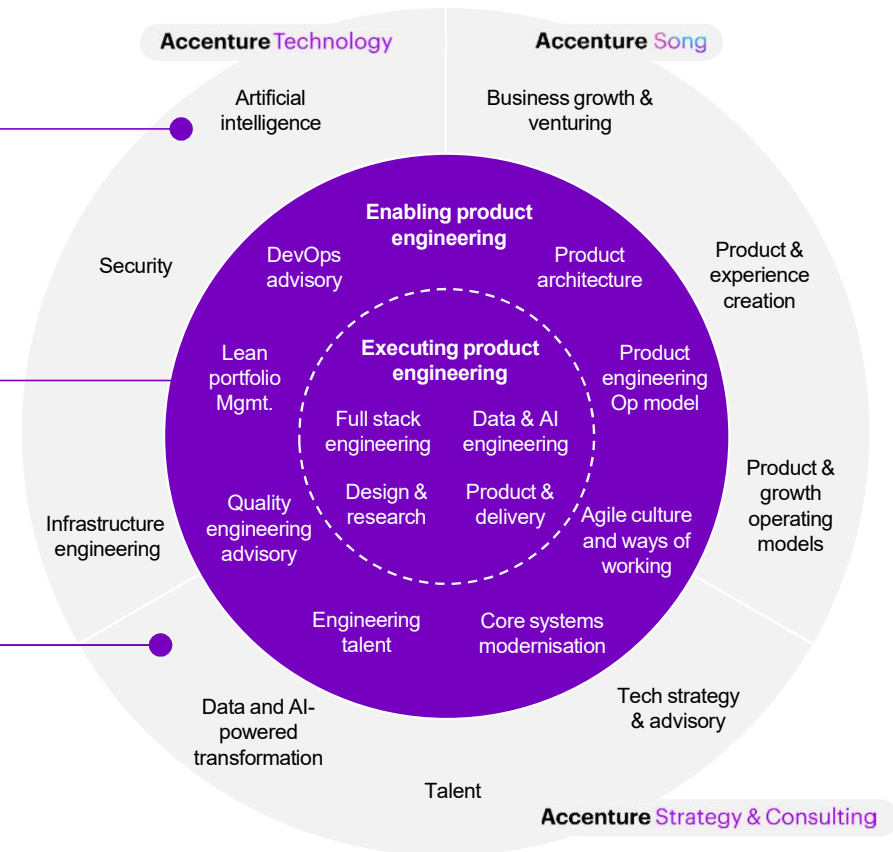 Accenture Technology
Accenture Song
Artificial
intelligence
Business growth &
venturing
Security
Product &
experience
creation
Infrastructure
engineering
Product &
growth
operating
models
Data and AI-
powered
transformation
Talent
Tech strategy
& advisory
Accenture Strategy & Consulting
Enabling product
engineering
DevOps
advisory
Product
architecture
Lean
portfolio
Mgmt.
Product
engineering
Op model
Quality
engineering
advisory
Agile culture
and ways of
working
Engineering
talent
Core systems
modernisation
Executing product
engineering
Full stack
engineering
Data & AI
engineering
Design &
research
Product &
delivery